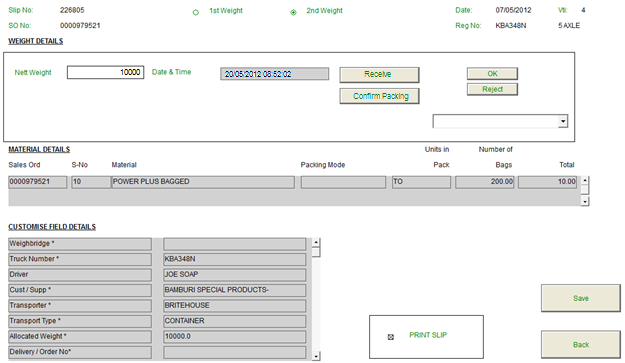 Slip No: 226805 1st Weight 2nd Weight Date: 07/05/2012 Vtl: 4
SO No: 0000979521 Reg No: KBA348N 5 AXLE
WEIGHT DETAILS
Nett Weight 10000 Date & Time 20/05/2012 08:52:02 Receive OK
Confirm Packing Reject
MATERIAL DETAILS Units in Number of
Sales Ord S-No Material Packing Mode Pack Bags Total
0000979521 10 POWER PLUS BAGGED TO 200.00 10.00
CUSTOMISE FIELD DETAILS
Weighbridge *
Truck Number * KBA348N
Driver JOE SOAP
Cust / Supp * BAMBURI SPECIAL PRODUCTS-
Transporter * BRITEHOUSE
Transport Type * CONTAINER
Allocated Weight * 10000.0
Delivery / Order No*
Save
PRINT SLIP
Back